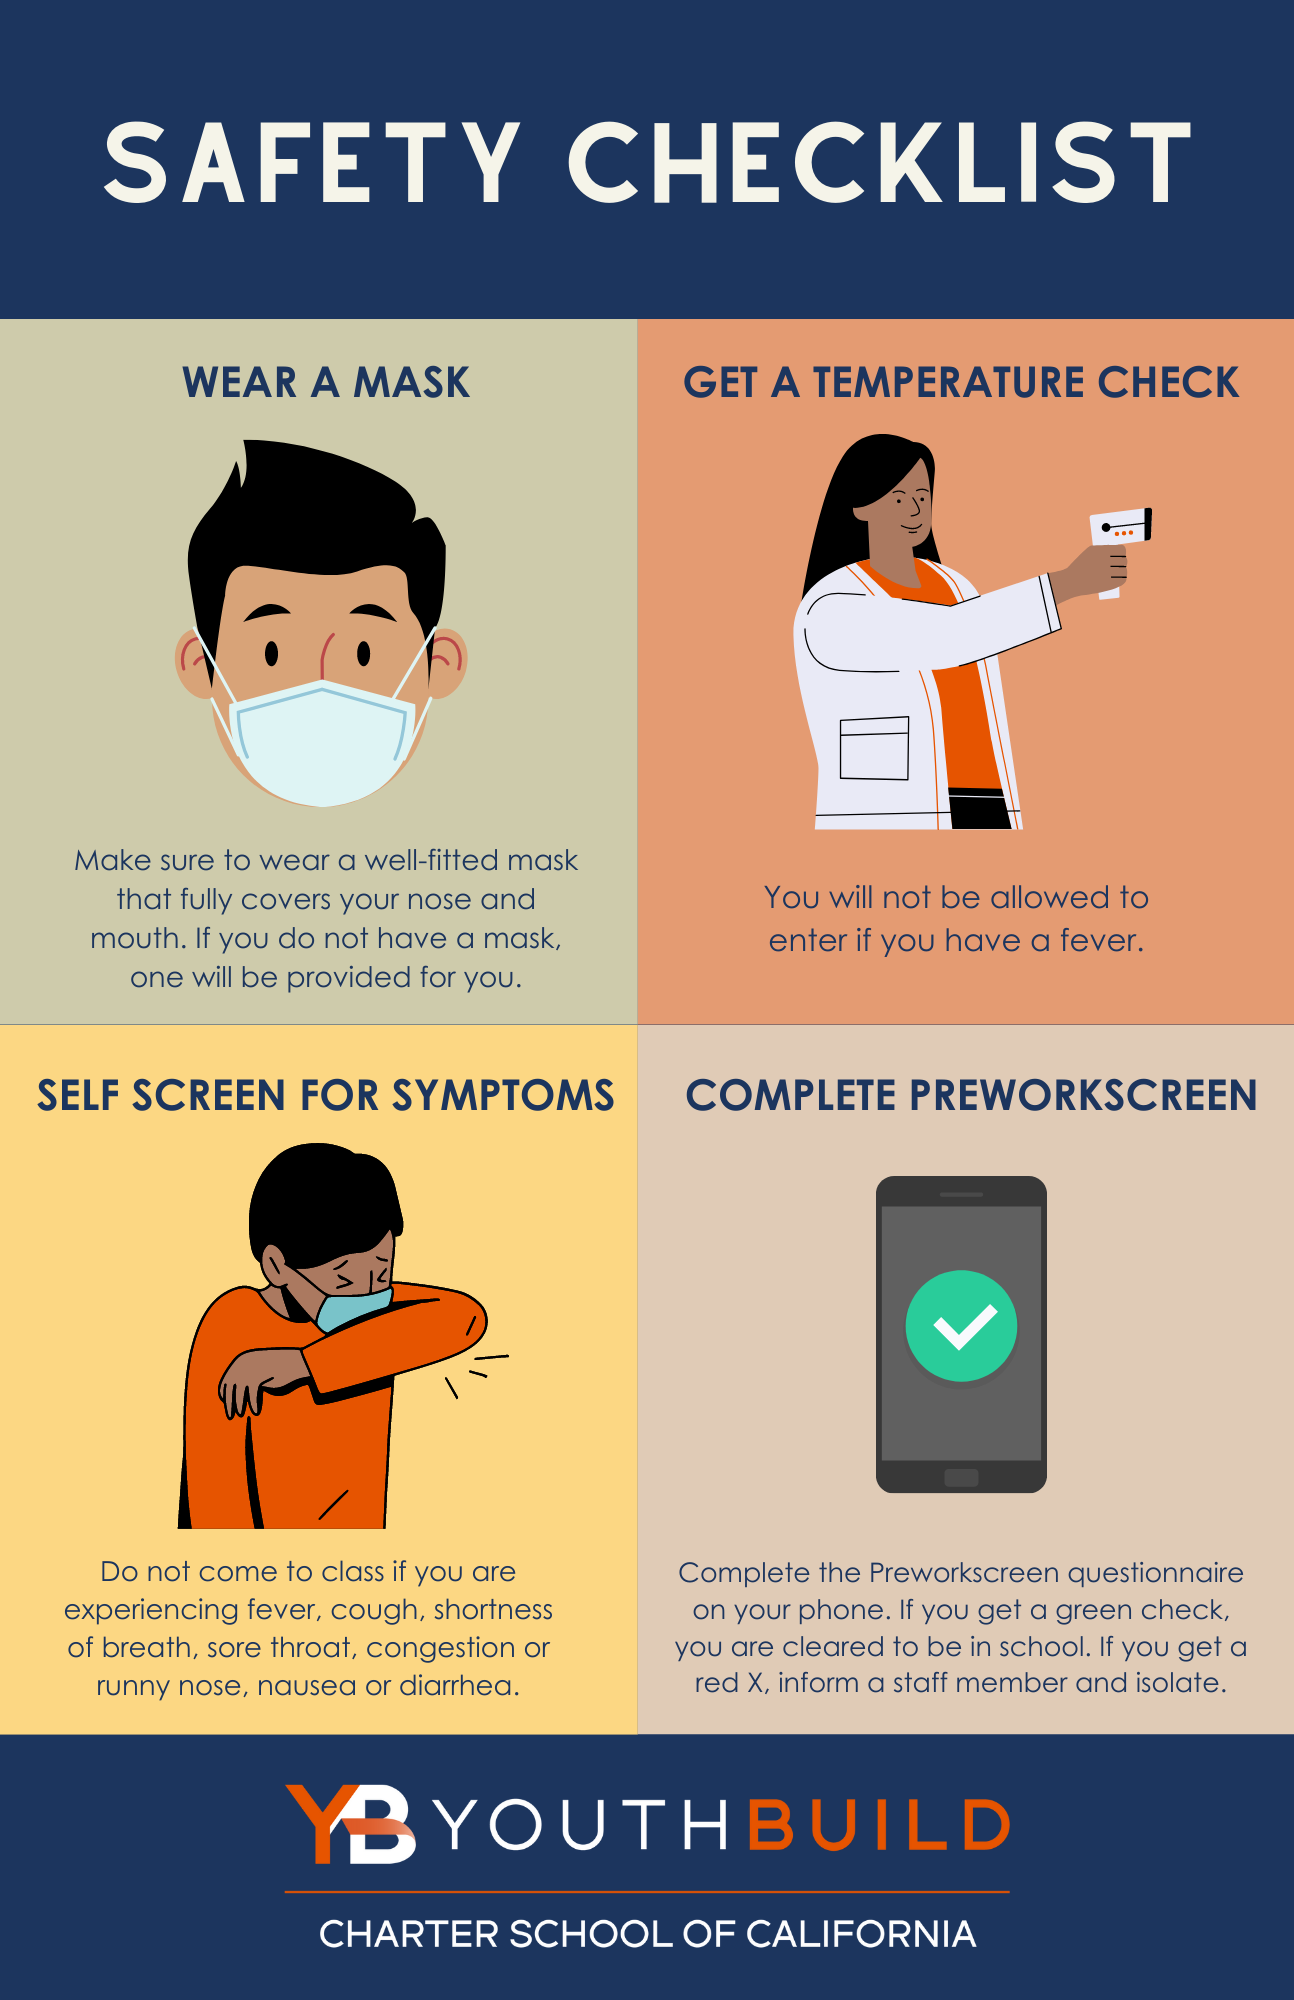 SAFETY CHECKLIST
WEAR A MASK
Make sure to wear a well-fitted mask
that fully covers your nose and
mouth. If you do not have a mask,
one will be provided for you.
GET A TEMPERATURE CHECK
You will not be allowed to
enter if you have a fever.
SELF SCREEN FOR SYMPTOMS
Do not come to class if you are
experiencing fever, cough, shortness
of breath, sore throat, congestion or
runny nose, nausea or diarrhea.
COMPLETE PREWORKSCREEN
Complete the Preworkscreen questionnaire
on your phone. If you get a green check,
you are cleared to be in school. If you get a
red X, inform a staff member and isolate.
YB YOUTHBUILD
CHARTER SCHOOL OF CALIFORNIA